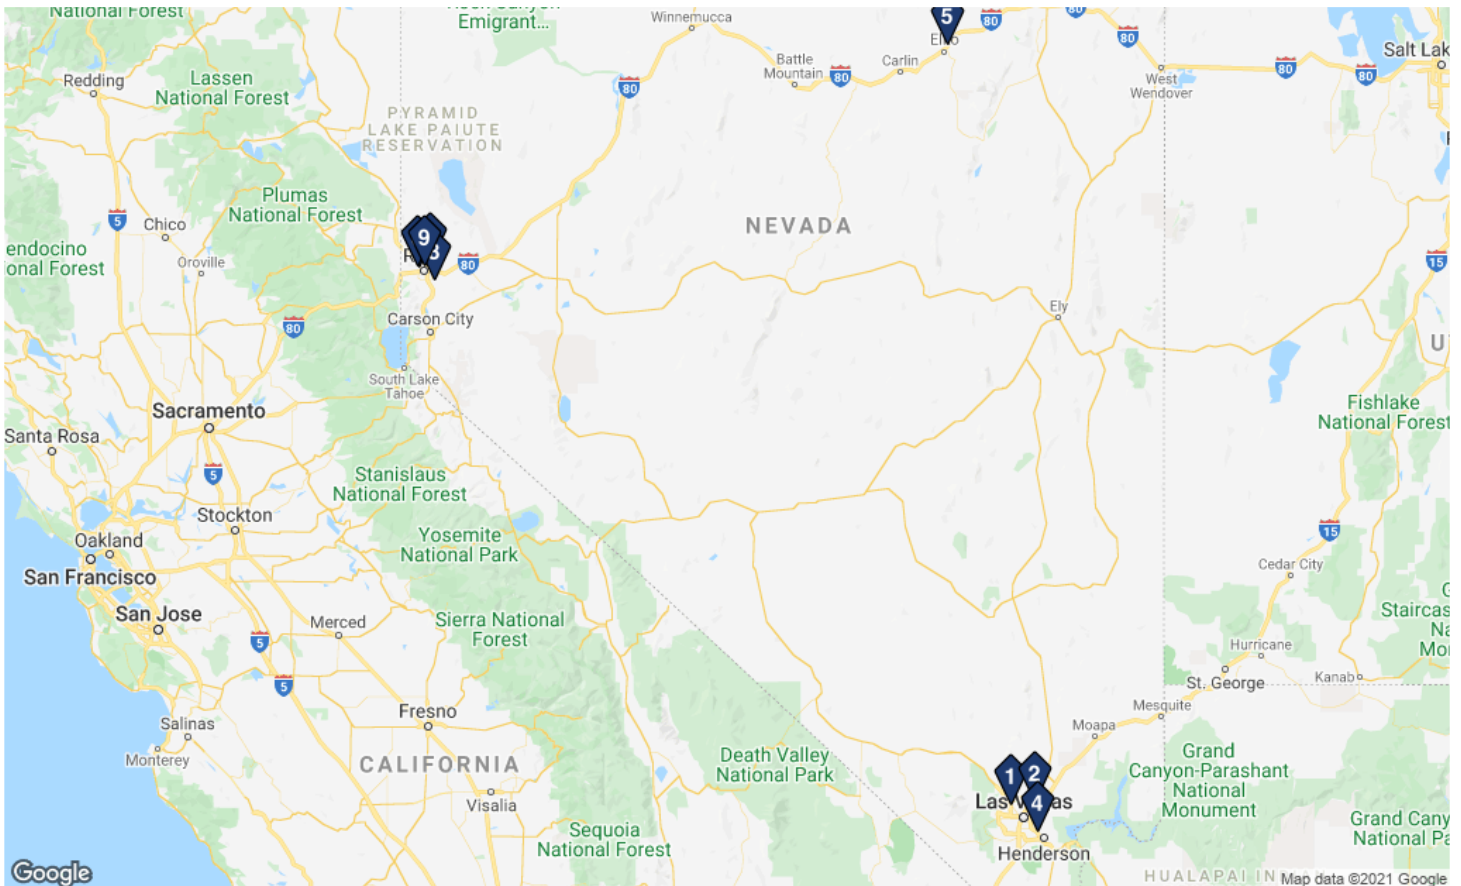 National Forest
Emigrant...
Winnemucca
5
80
80
80
Salt Lak
Redding
Lassen
National Forest
Battle
Mountain
80
Carlin
West
Wendover
80
80
80
PYRAMID
LAKE PAIUTE
RESERVATION
Plumas
National Forest
5
Chico
NEVADA
9
endocino
onal Forest
Oroville
80
15
Ely
Carson City
80
U
South Lake
Tahoe
Sacramento
Fishlake
National Forest
Santa Rosa
5
Stanislaus
National Forest
Stockton
Yosemite
National Park
15
Oakland
San Francisco
Cedar City
San Jose
Merced
Sierra National
Forest
Staircas
Na
Mor
5
5
Hurricane
St. George
Kanab
Fresno
Salinas
Mesquite
Moapa
Monterey
CALIFORNIA
Death Valley
National Park
Grand
Canyon-Parashant
National
Monument
1
2
4
Visalia
Las Vegas
Sequoia
National Forest
Grand Cany
National Pa
Henderson
HUALAPAI IN
Google
Map data ©2021 Google